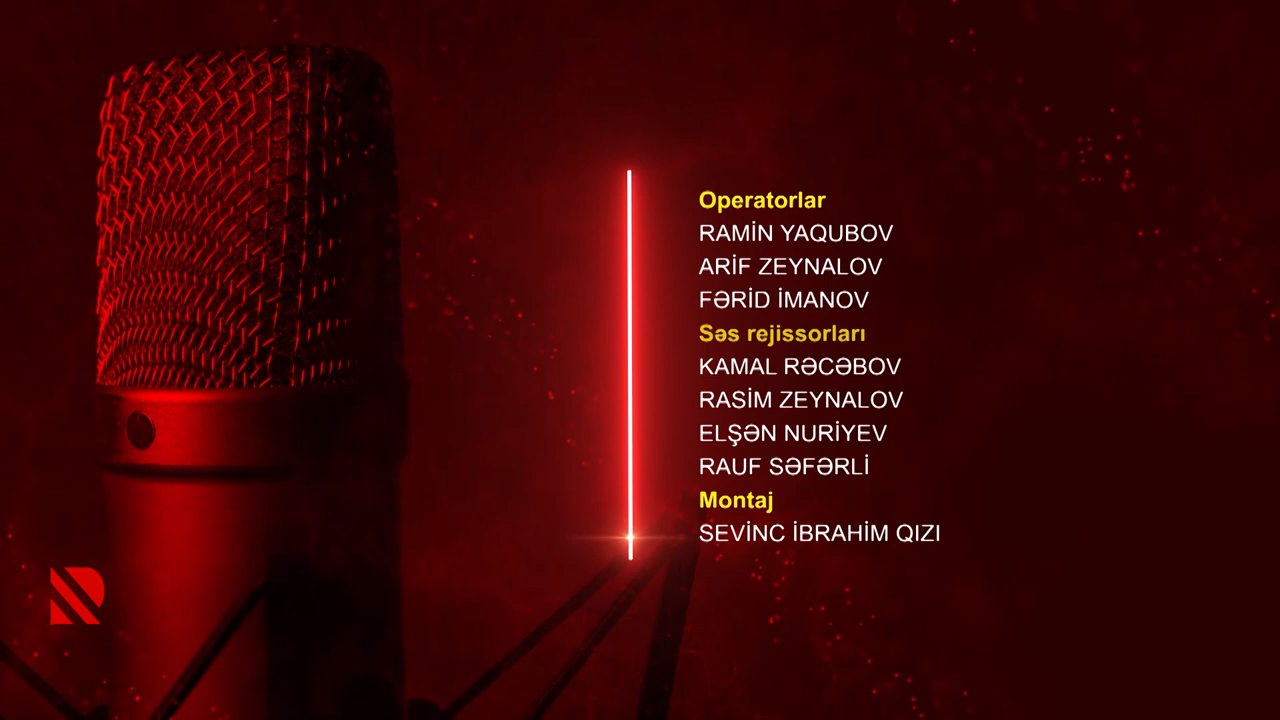 Operatorlar
RAMİN YAQUBOV
ARİF ZEYNALOV
FƏRİD İMANOV
Səs rejissorları
KAMAL RƏCƏBOV
RASİM ZEYNALOV
ELŞƏN NURİYEV
RAUF SƏFƏRLİ
Montaj
SEVİNC İBRAHİM QIZI